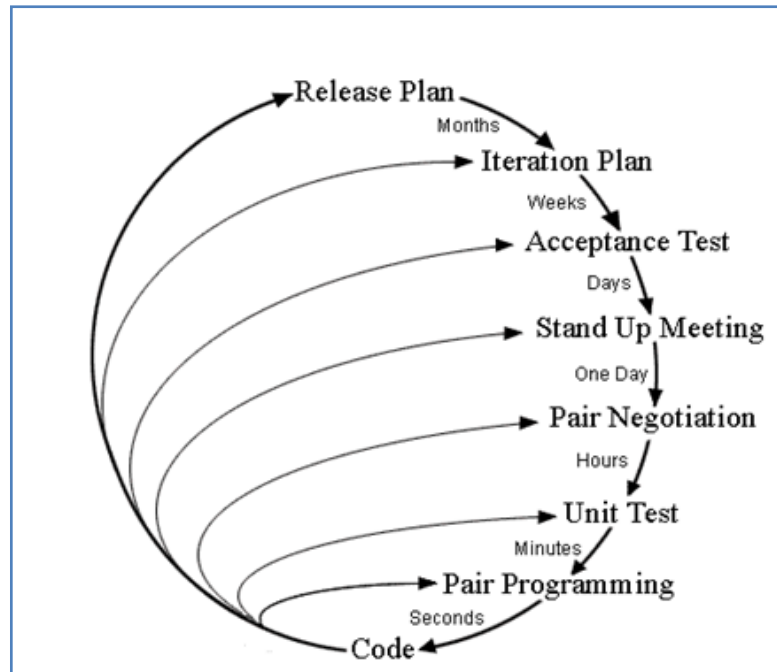 Release Plan
Months
Iteration Plan
Weeks
Acceptance Test
Days
Stand Up Meeting
One Day
Pair Negotiation
Hours
Unit Test
Minutes
Pair Programming
Seconds
Code